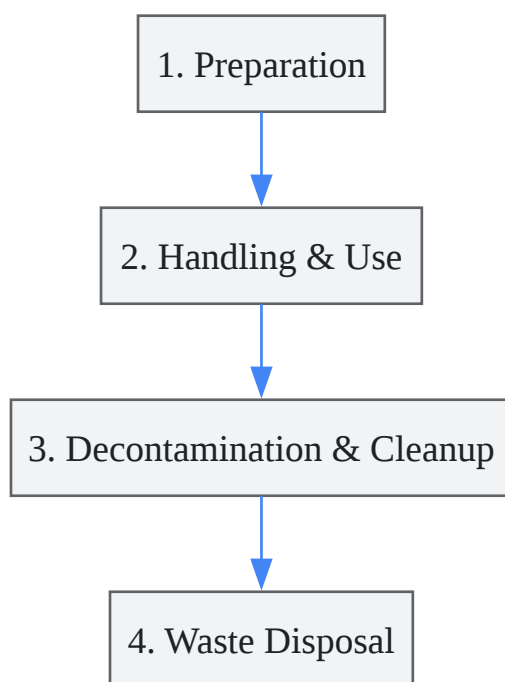 1. Preparation
2. Handling & Use
3. Decontamination & Cleanup
4. Waste Disposal